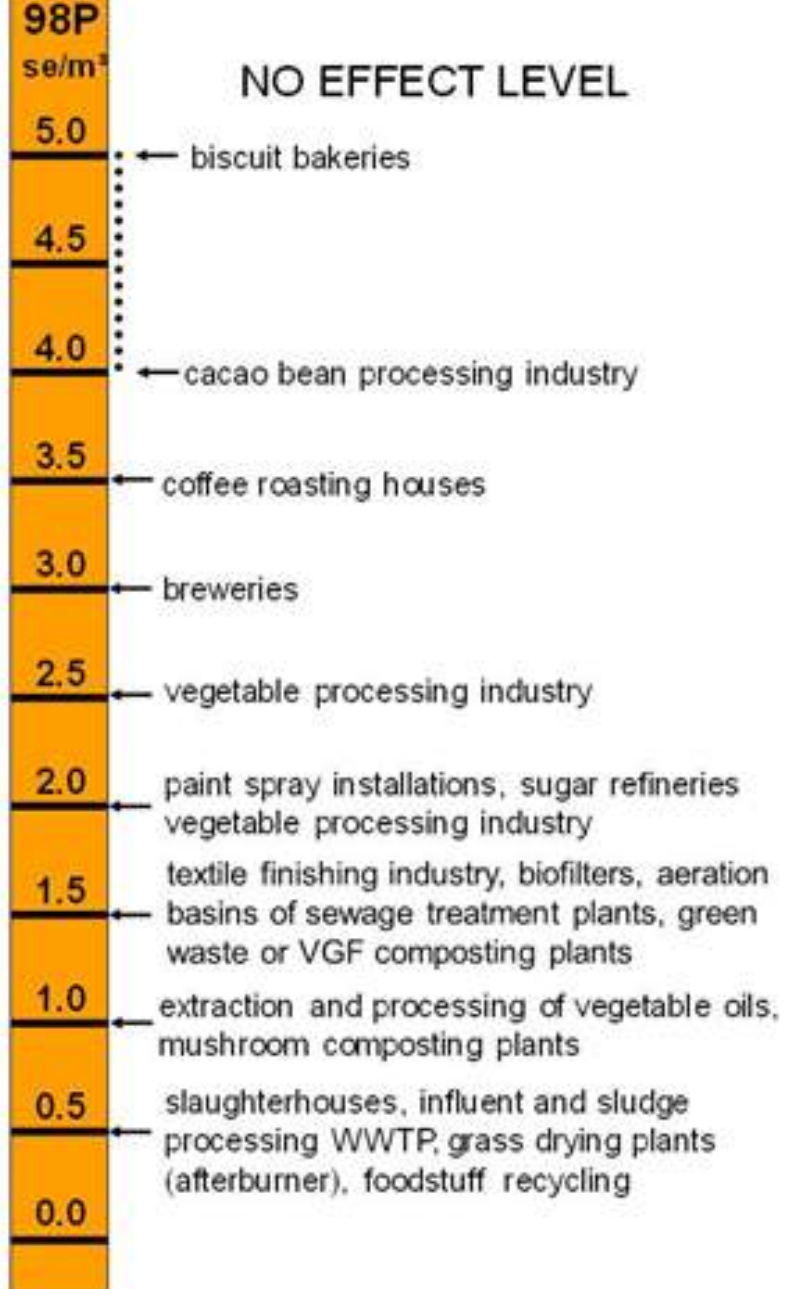 98P
se/m³
NO EFFECT LEVEL
5.0
biscuit bakeries
4.5
4.0
cacao bean processing industry
3.5
coffee roasting houses
3.0
breweries
2.5
vegetable processing industry
2.0
paint spray installations, sugar refineries
vegetable processing industry
1.5
textile finishing industry, biofilters, aeration
basins of sewage treatment plants, green
waste or VGF composting plants
1.0
extraction and processing of vegetable oils,
mushroom composting plants
0.5
slaughterhouses, influent and sludge
processing WWTP, grass drying plants
(afterburner), foodstuff recycling
0.0